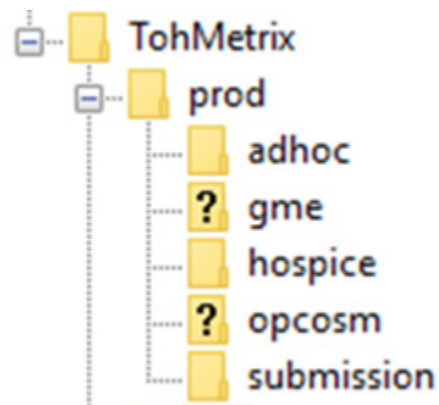 TohMetrix
prod
adhoc
? gme
hospice
? opcosm
submission